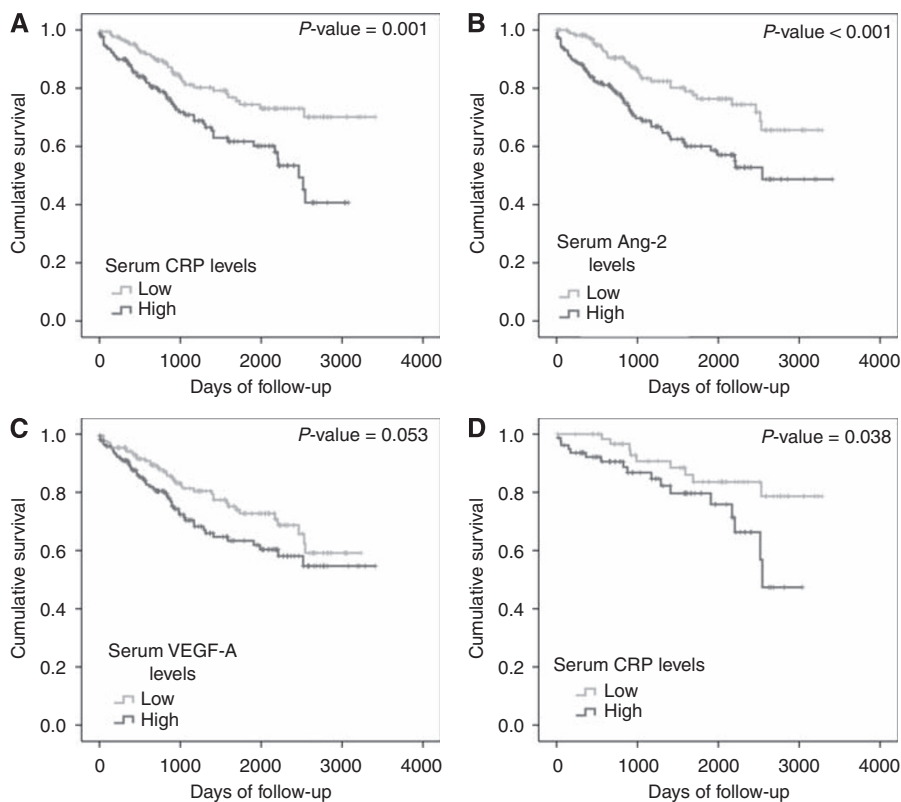 A
P-value = 0.001
Cumulative survival
1.0
0.8
0.6
0.4
0.2
0.0
Serum CRP levels
Low
High
0 1000 2000 3000 4000
Days of follow-up
B
P-value < 0.001
Cumulative survival
1.0
0.8
0.6
0.4
0.2
0.0
Serum Ang-2
levels
Low
High
0 1000 2000 3000 4000
Days of follow-up
C
P-value = 0.053
Cumulative survival
1.0
0.8
0.6
0.4
0.2
0.0
Serum VEGF-A
levels
Low
High
0 1000 2000 3000 4000
Days of follow-up
D
P-value = 0.038
Cumulative survival
1.0
0.8
0.6
0.4
0.2
0.0
Serum CRP levels
Low
High
0 1000 2000 3000 4000
Days of follow-up